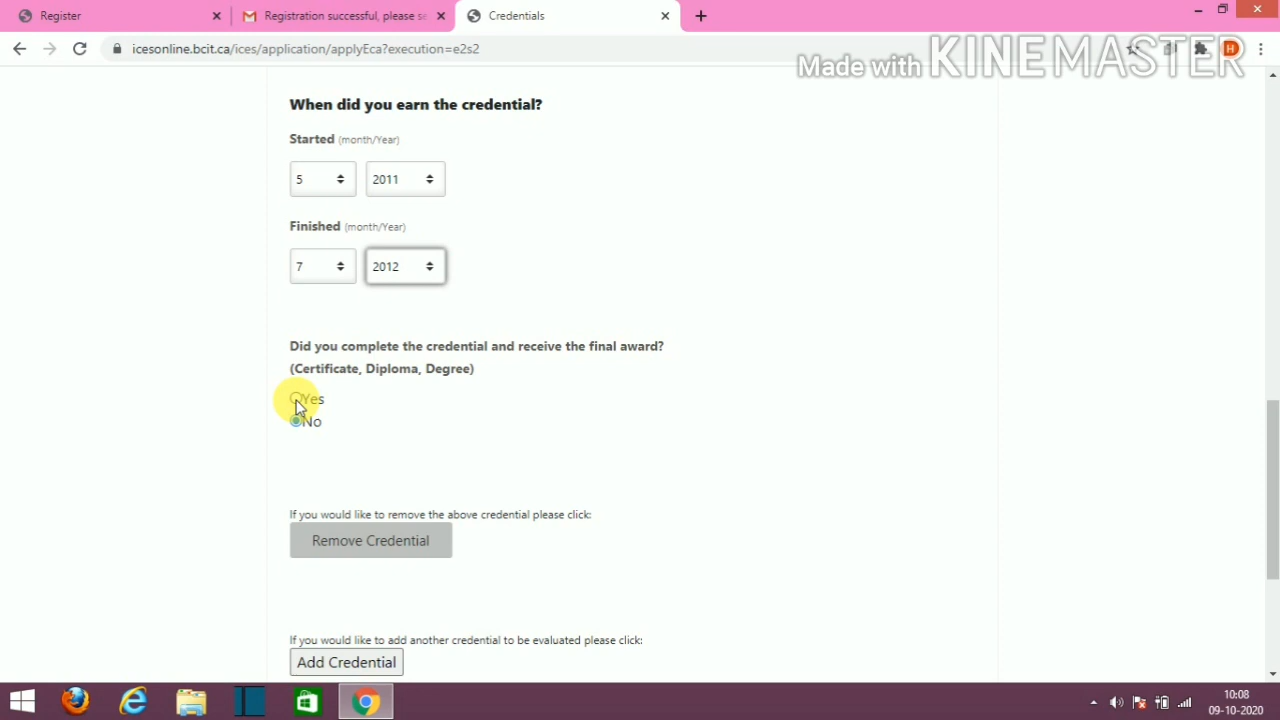 Register
Registration successful, please se
Credentials
icesonline.bcit.ca/ices/application/applyEca?execution=e2s2
H
Made with KINEMASTER
When did you earn the credential?
Started (month/Year)
5 2011
Finished (month/Year)
7 2012
Did you complete the credential and receive the final award?
(Certificate, Diploma, Degree)
Yes
No
If you would like to remove the above credential please click:
Remove Credential
If you would like to add another credential to be evaluated please click:
Add Credential
10:08
09-10-2020